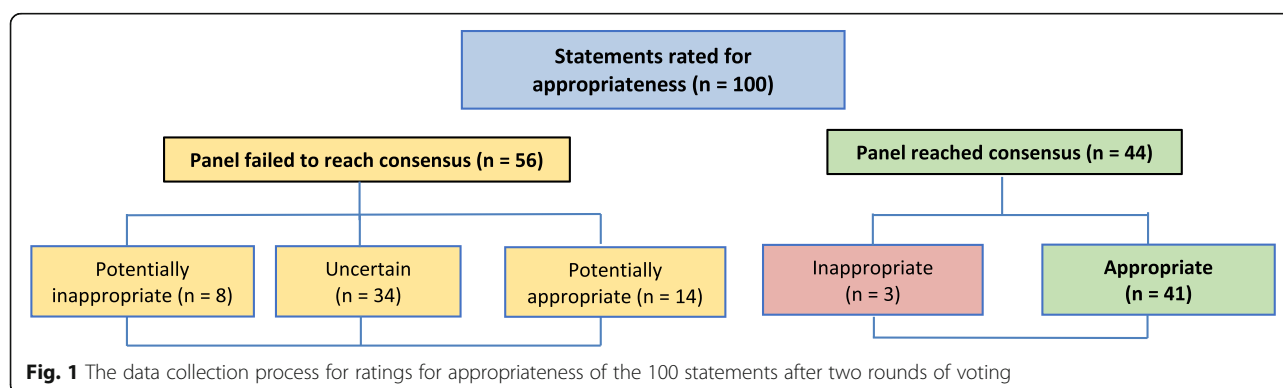 Statements rated for
appropriateness (n = 100)
Panel failed to reach consensus (n = 56)
Panel reached consensus (n = 44)
Potentially
inappropriate (n = 8)
Uncertain
(n = 34)
Potentially
appropriate (n = 14)
Inappropriate
(n = 3)
Appropriate
(n = 41)
Fig. 1 The data collection process for ratings for appropriateness of the 100 statements after two rounds of voting